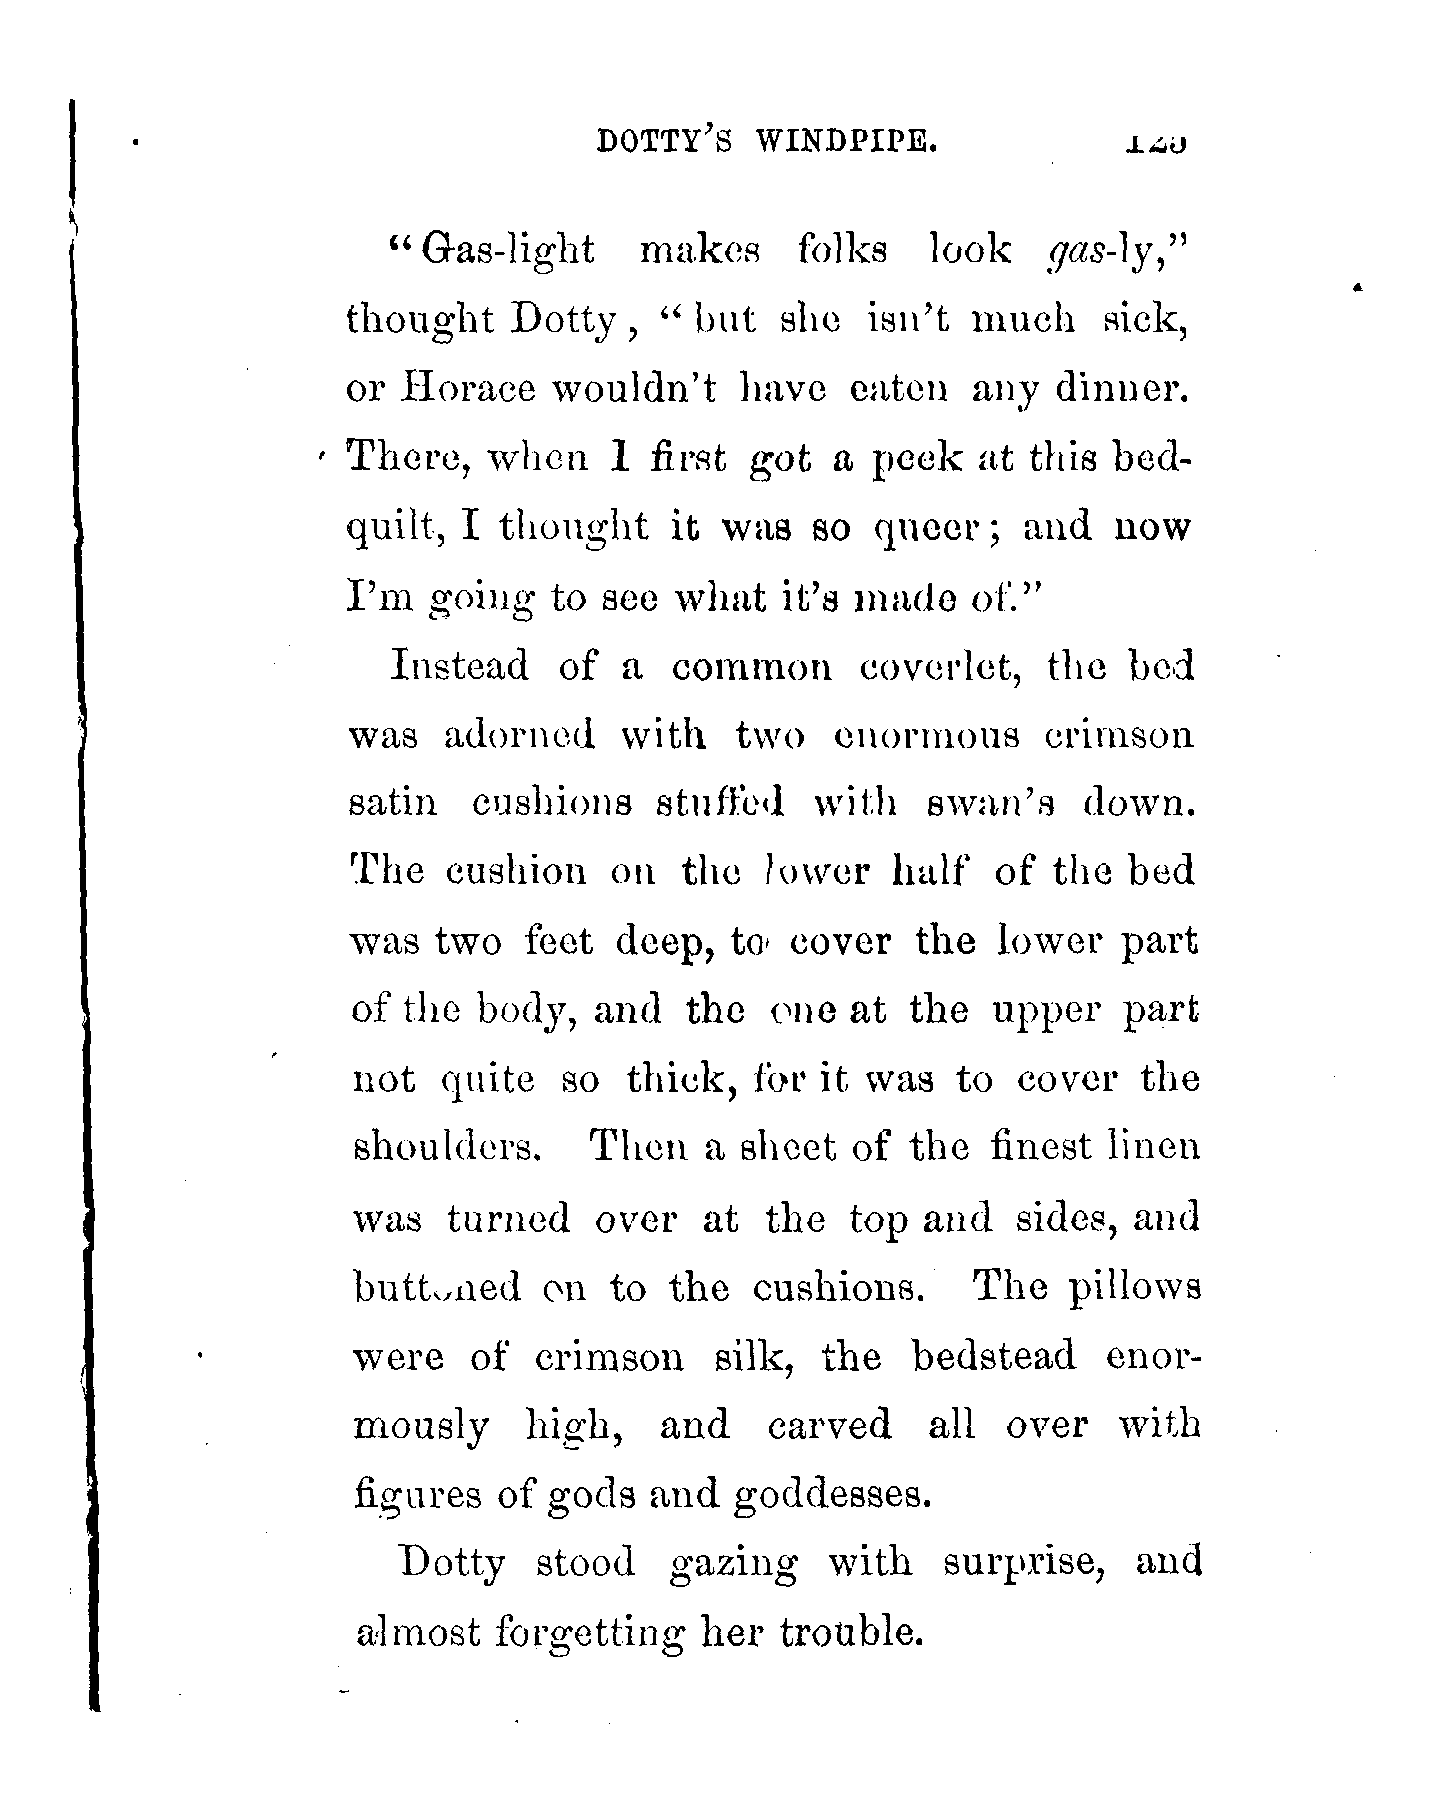 DOTTY'S WINDPIPE.
"Gas-light makes folks look gas-ly,"
thought Dotty, "but she isn't much sick,
or Horace wouldn't have eaten any dinner.
There, when I first got a peek at this bed-
quilt, I thought it was so queer; and now
I'm going to see what it's made of."
Instead of a common coverlet, the bed
was adorned with two enormous crimson
satin cushions stuffed with swan's down.
The cushion on the lower half of the bed
was two feet deep, to cover the lower part
of the body, and the one at the upper part
not quite so thick, for it was to cover the
shoulders. Then a sheet of the finest linen
was turned over at the top and sides, and
buttoned on to the cushions. The pillows
were of crimson silk, the bedstead enor-
mously high, and carved all over with
figures of gods and goddesses.
Dotty stood gazing with surprise, and
almost forgetting her trouble.